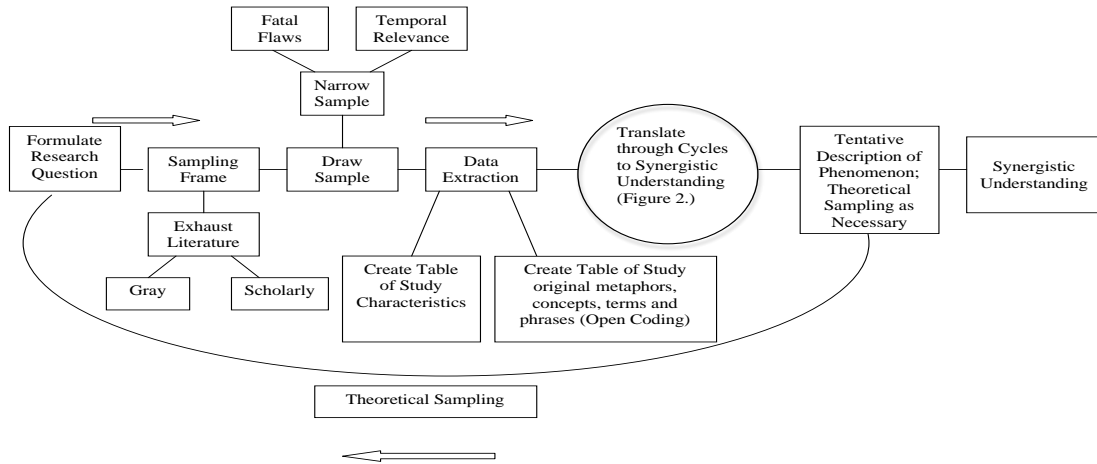 Fatal
Flaws
Temporal
Relevance
Narrow
Sample
Formulate
Research
Question
Sampling
Frame
Draw
Sample
Data
Extraction
Translate
through Cycles
to Synergistic
Understanding
(Figure 2.)
Tentative
Description of
Phenomenon;
Theoretical
Sampling as
Necessary
Synergistic
Understanding
Exhaust
Literature
Gray
Scholarly
Create Table
of Study
Characteristics
Create Table of Study
original metaphors,
concepts, terms and
phrases (Open Coding)
Theoretical Sampling